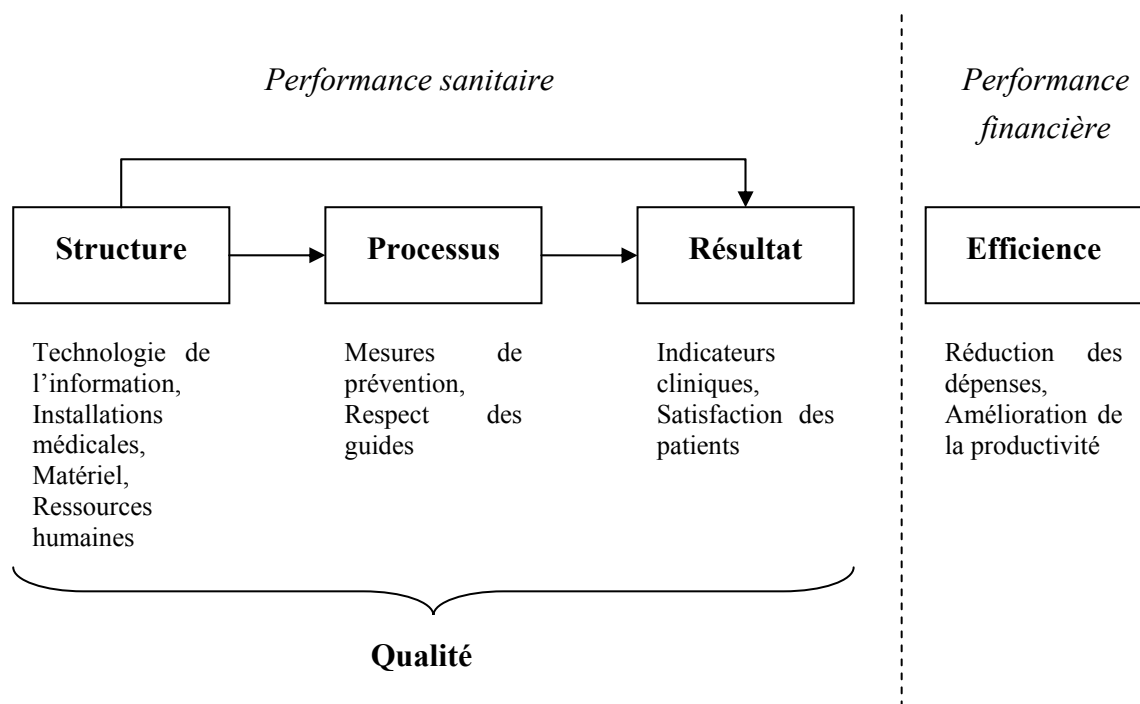 Performance sanitaire
Performance
financière
Structure
Processus
Résultat
Efficience
Technologie de
l’information,
Installations
médicales,
Matériel,
Ressources
humaines
Mesures de
prévention,
Respect des
guides
Indicateurs
cliniques,
Satisfaction des
patients
Réduction des
dépenses,
Amélioration de
la productivité
Qualité